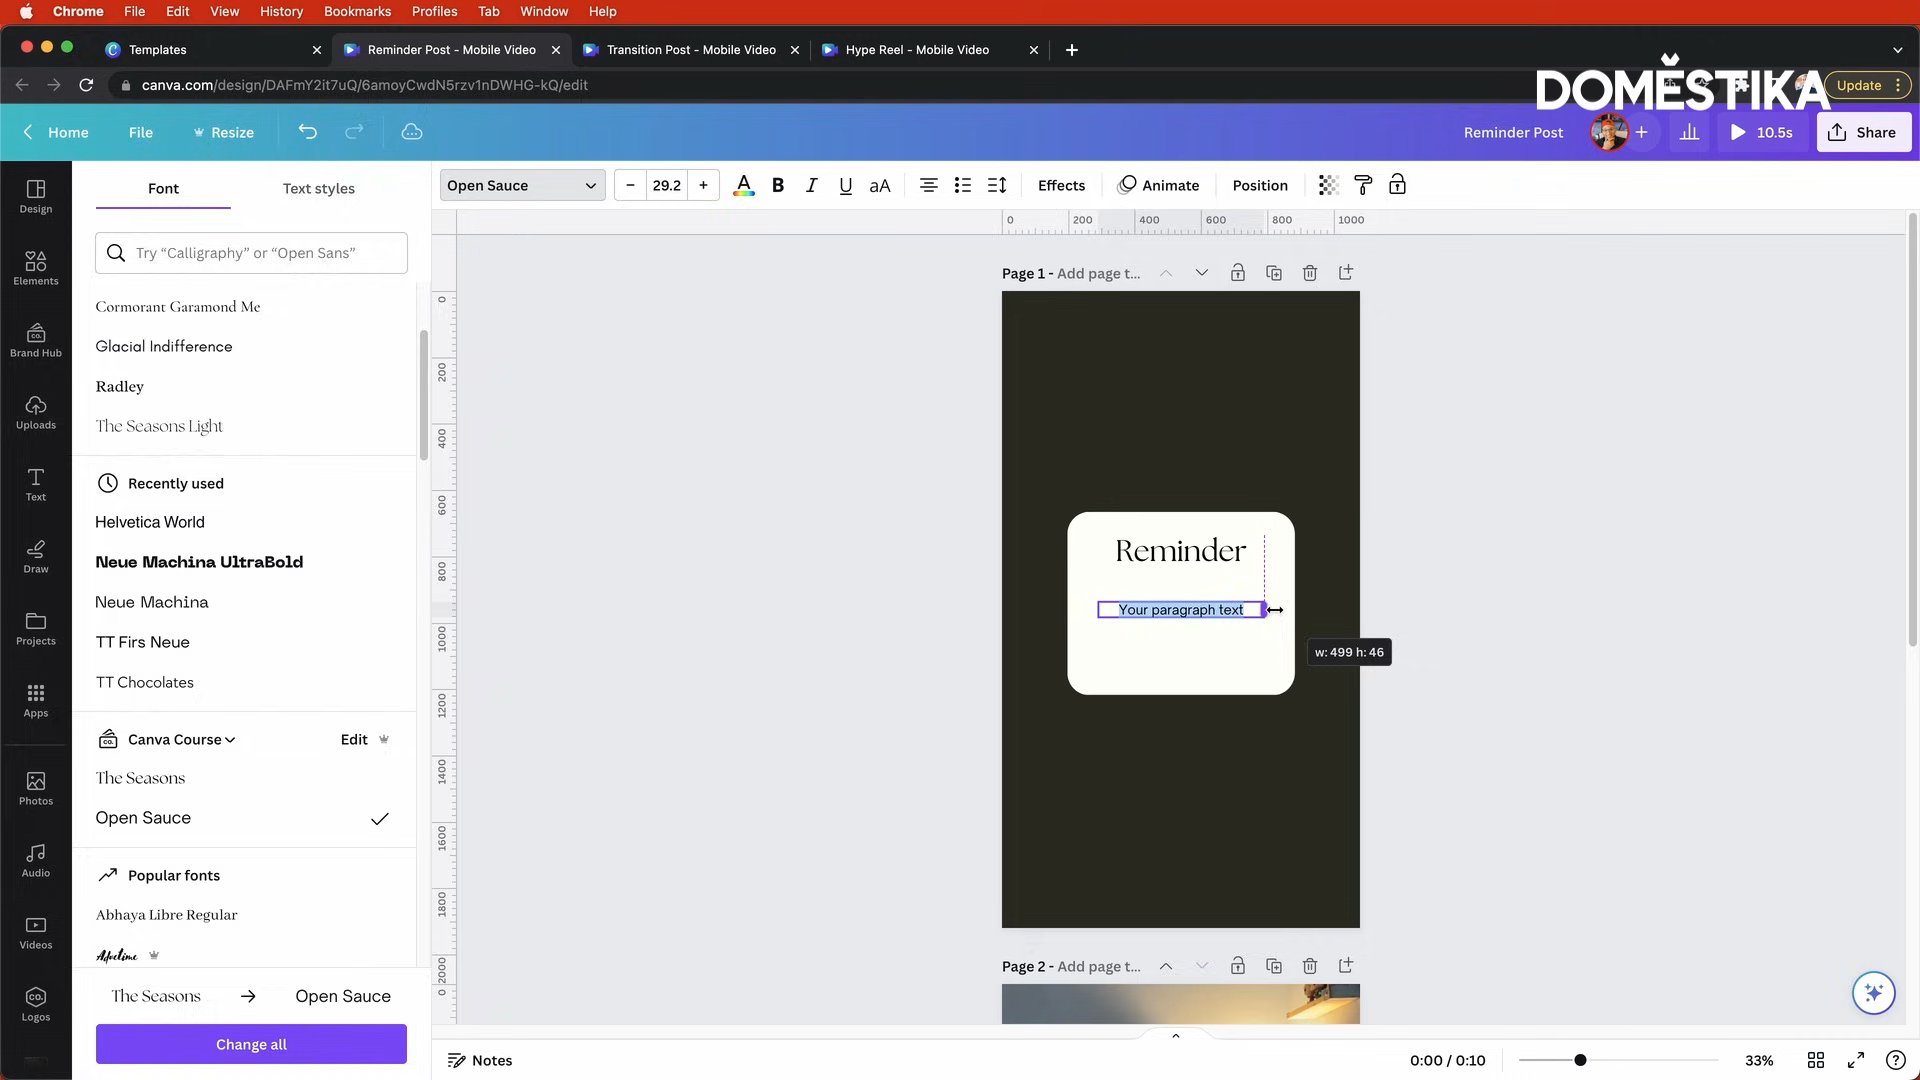 Chrome File Edit View History Bookmarks Profiles Tab Window Help
Templates
Reminder Post - Mobile Video
Transition Post - Mobile Video
Hype Reel - Mobile Video
canva.com/design/DAFmY2it7uQ/6amoyCwdN5rzv1nDWHG-kQ/edit
Update
DOMĚSTIKA
Home File Resize
Reminder Post
10.5s
Share
Design
Elements
Brand Hub
Uploads
Text
Draw
Projects
Apps
Photos
Audio
Videos
Logos
Font
Text styles
Try “Calligraphy” or “Open Sans”
Cormorant Garamond Me
Glacial Indifference
Radley
The Seasons Light
Recently used
Helvetica World
Neue Machina UltraBold
Neue Machina
TT Firs Neue
TT Chocolates
Canva Course
Edit
The Seasons
Open Sauce
Popular fonts
Abhaya Libre Regular
The Seasons → Open Sauce
Change all
Open Sauce
– 29.2 +
A B I U aA
Effects
Animate
Position
0 200 400 600 800 1000
0
200
400
600
800
1000
1200
1400
1600
1800
2000
0
Page 1 - Add page t...
Reminder
Your paragraph text
w: 499 h: 46
Page 2 - Add page t...
Notes
0:00 / 0:10
33%